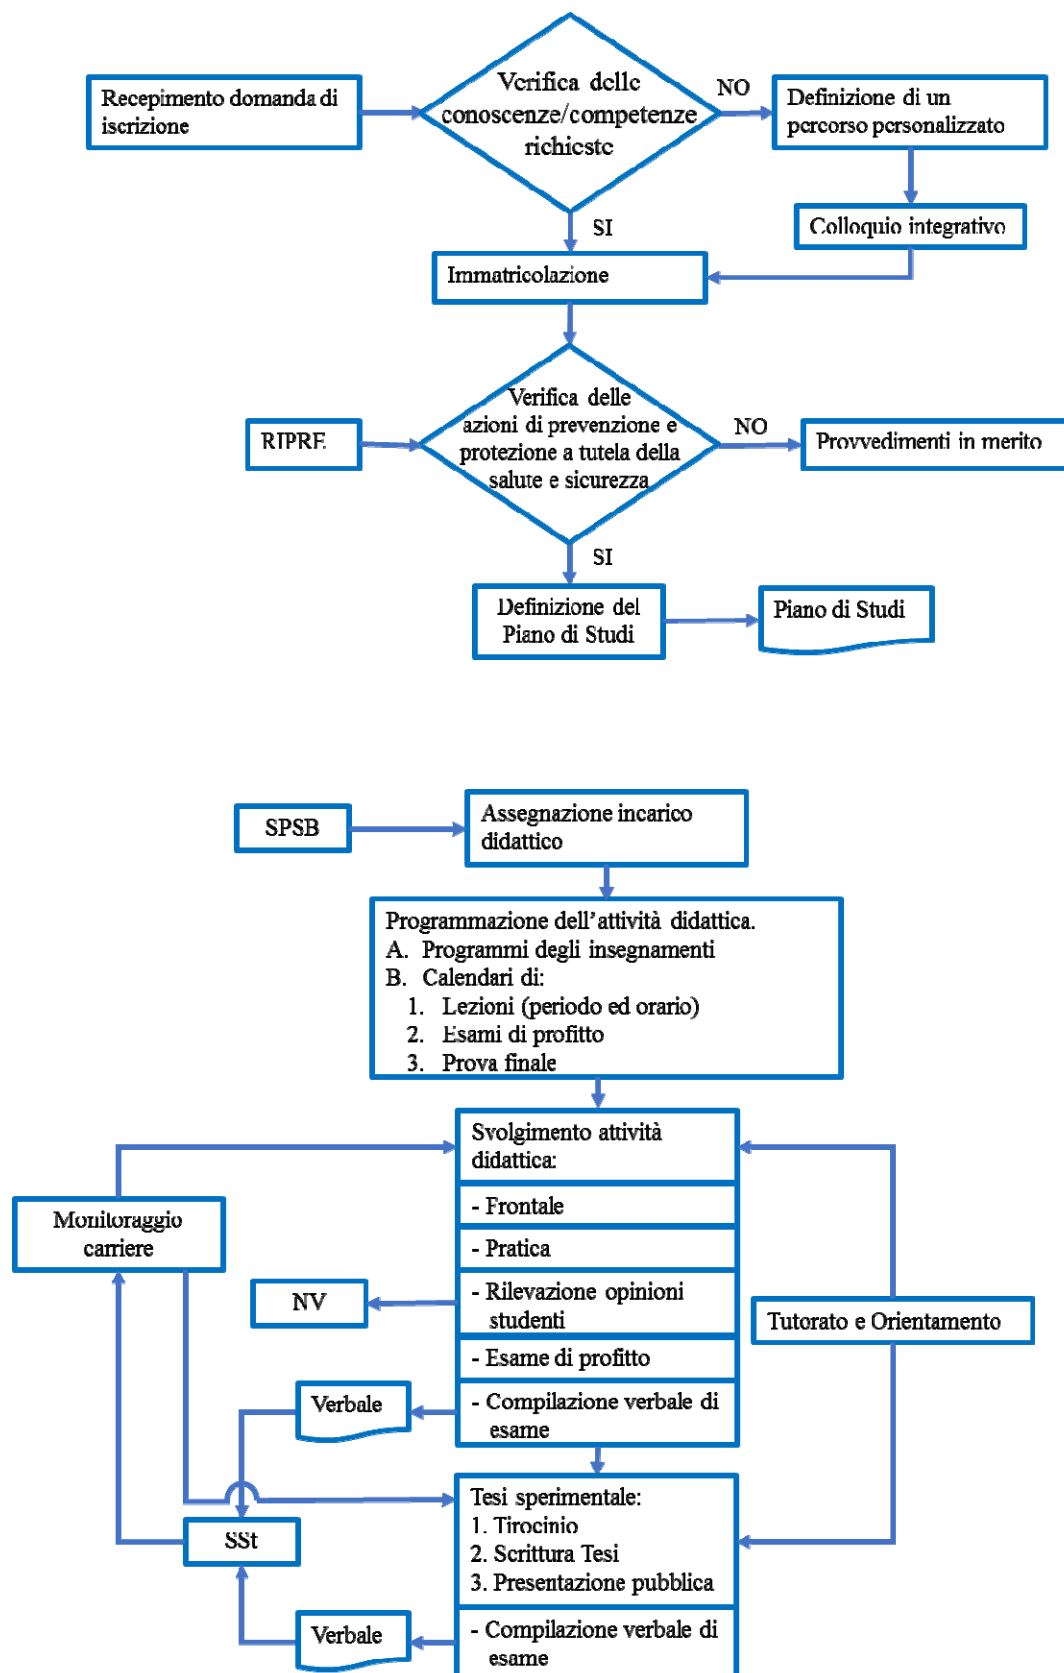 Recepimento domanda di
iscrizione
Verifica delle
conoscenze/competenze
richieste
NO
Definizione di un
percorso personalizzato
Colloquio integrativo
SI
Immatricolazione
RIPRE
Verifica delle
azioni di prevenzione e
protezione a tutela della
salute e sicurezza
NO
Provvedimenti in merito
SI
Definizione del
Piano di Studi
Piano di Studi
SPSB
Assegnazione incarico
didattico
Programmazione dell'attività didattica.
A. Programmi degli insegnamenti
B. Calendari di:
1. Lezioni (periodo ed orario)
2. Esami di profitto
3. Prova finale
Svolgimento attività
didattica:
- Frontale
- Pratica
- Rilevazione opinioni
studenti
- Esame di profitto
- Compilazione verbale di
esame
Monitoraggio
carriere
NV
Tutorato e Orientamento
Verbale
SSt
Tesi sperimentale:
1. Tirocinio
2. Scrittura Tesi
3. Presentazione pubblica
- Compilazione verbale di
esame
Verbale